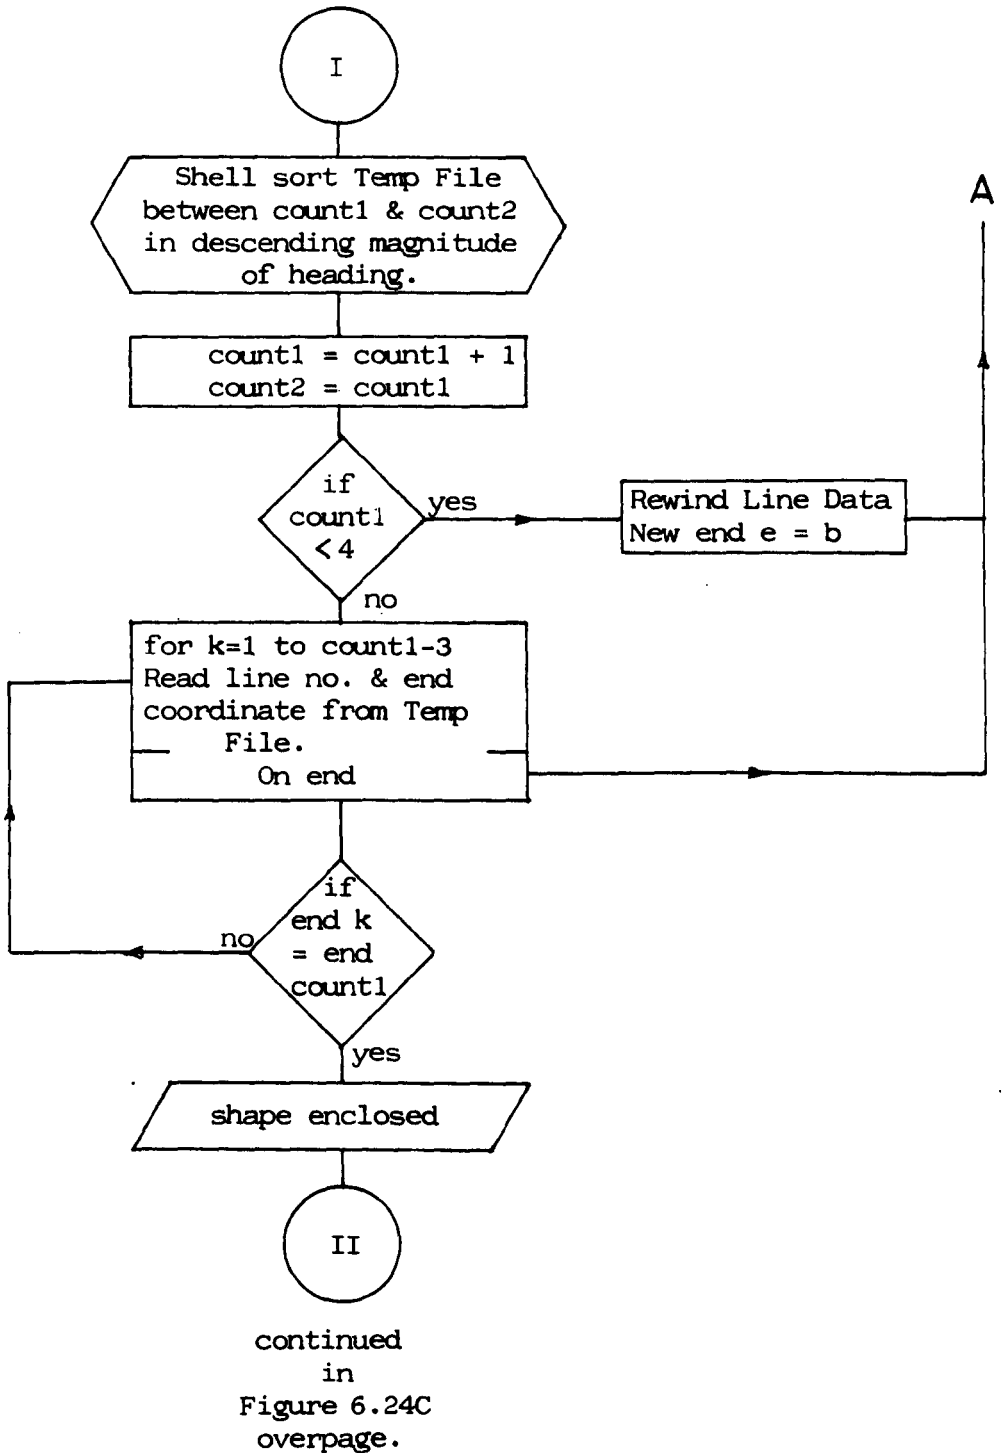 I
Shell sort Temp File
between count1 & count2
in descending magnitude
of heading.
A
count1 = count1 + 1
count2 = count1
if
count1
<4
yes
Rewind Line Data
New end e = b
no
for k=1 to count1-3
Read line no. & end
coordinate from Temp
File.
On end
if
end k
= end
count1
no
yes
shape enclosed
II
continued
in
Figure 6.24C
overpage.